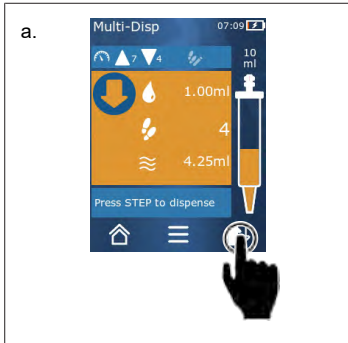 a.
Multi-Disp 07:09
7 4 10
ml
1.00ml
4
4.25ml
Press STEP to dispense